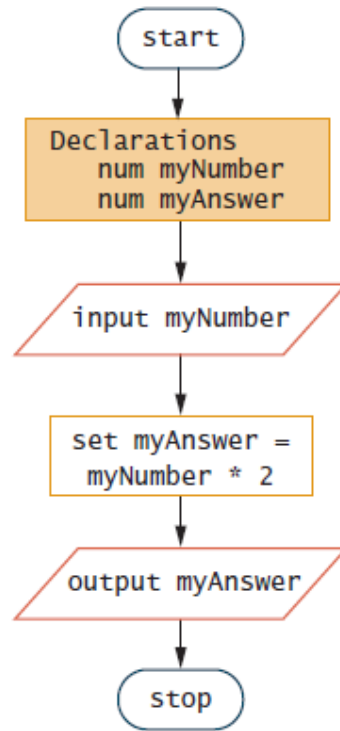 start
Declarations
num myNumber
num myAnswer
input myNumber
set myAnswer =
myNumber * 2
output myAnswer
stop